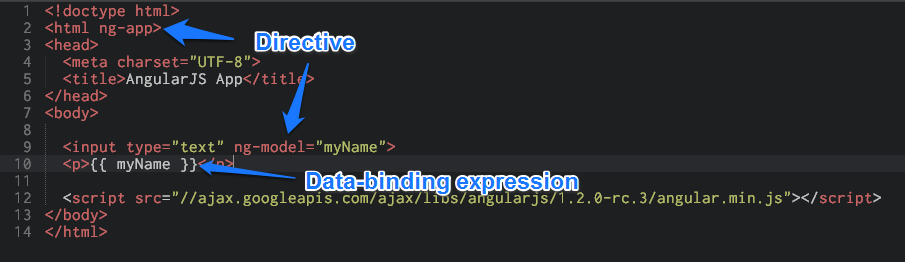 1 <!doctype html>
2 <html ng-app>
Directive
3 <head>
4 <meta charset="UTF-8">
5 <title>AngularJS App</title>
6 </head>
7 <body>
8
9 <input type="text" ng-model="myName">
10 <p>{{ myName }}</p>
11
Data-binding expression
12 <script src="//ajax.googleapis.com/ajax/libs/angularjs/1.2.0-rc.3/angular.min.js"></script>
13 </body>
14 </html>